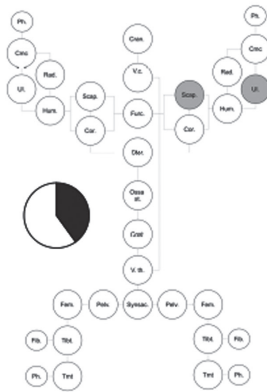 Ph.
Ph.
Cran.
Cmc
Cmc
Rad.
V.c.
Rad.
Ul.
Scap.
Scap.
Ul.
Hum.
Furc.
Hum.
Cor.
Cor.
Ster.
Ossa
st.
Cost
V. th.
Fem.
Pelv
Synsac.
Pelv
Fem.
Fib.
Tibt.
Tibt.
Fib.
Ph.
Tmt
Tmt
Ph.